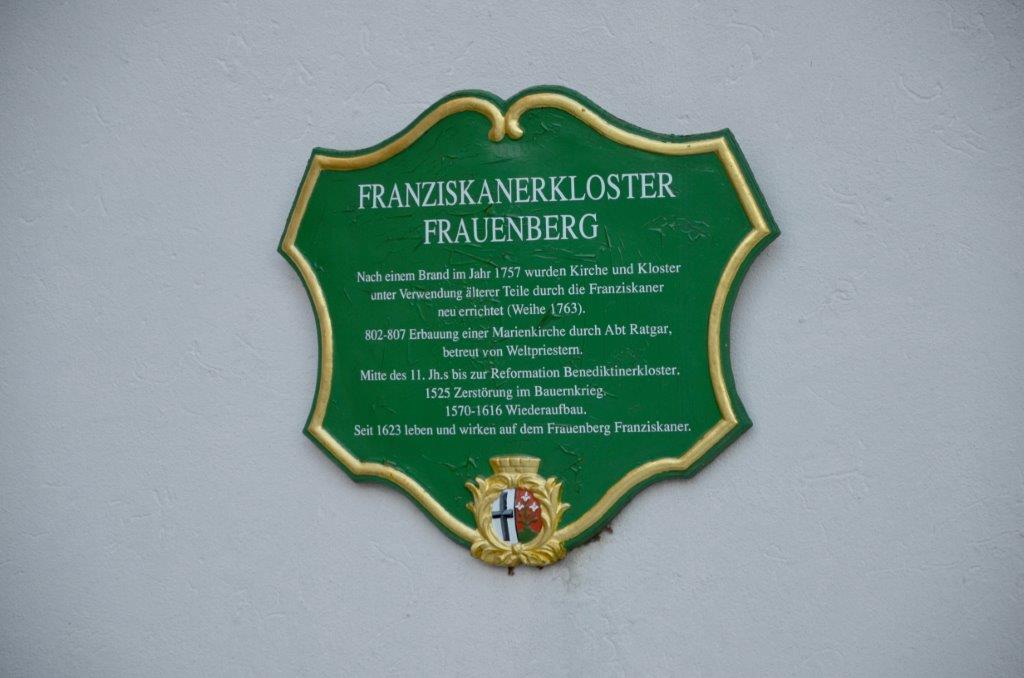 FRANZISKANERKLOSTER
FRAUENBERG
Nach einem Brand im Jahr 1757 wurden Kirche und Kloster
unter Verwendung älterer Teile durch die Franziskaner
neu errichtet (Weihe 1763).
802-807 Erbauung einer Marienkirche durch Abt Ratgar,
betreut von Weltpriestern.
Mitte des 11. Jh.s bis zur Reformation Benediktinerkloster.
1525 Zerstörung im Bauernkrieg.
1570-1616 Wiederaufbau.
Seit 1623 leben und wirken auf dem Frauenberg Franziskaner.